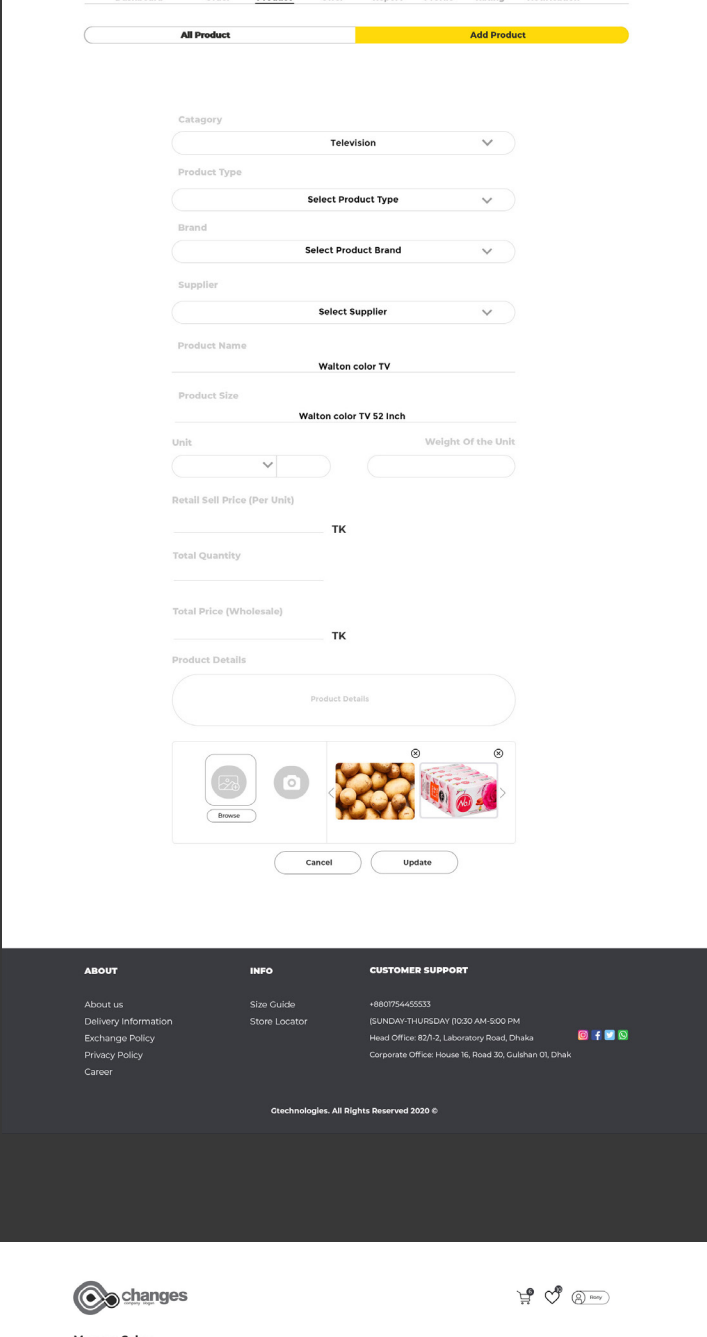 All Product
Add Product
Catagory
Television
Product Type
Select Product Type
Brand
Select Product Brand
Supplier
Select Supplier
Product Name
Walton color TV
Product Size
Walton color TV 52 Inch
Unit
Weight Of the Unit
Retail Sell Price (Per Unit)
TK
Total Quantity
Total Price (Wholesale)
TK
Product Details
Product Details
No.1
Browse
Cancel
Update
ABOUT
INFO
CUSTOMER SUPPORT
About us
Size Guide
+8801754455533
Delivery Information
Store Locator
(SUNDAY-THURSDAY (10:30 AM-5:00 PM
Exchange Policy
Head Office: 82/1-2, Laboratory Road, Dhaka
Privacy Policy
Corporate Office: House 16, Road 30, Gulshan 01, Dhak
Career
Gtechnologies. All Rights Reserved 2020 ©
changes
company slogan
Rony